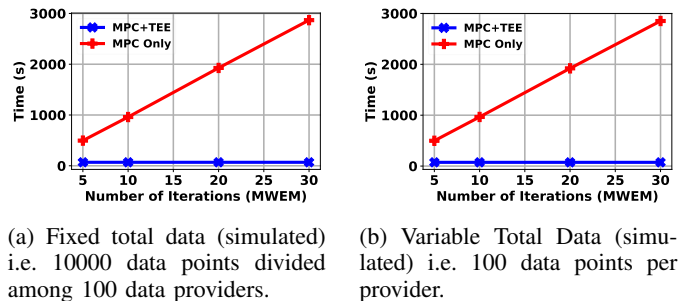 3000
2000
1000
0
Time (s)
MPC+TEE
MPC Only
5 10 15 20 25 30
Number of Iterations (MWEM)
3000
2000
1000
0
Time (s)
MPC+TEE
MPC Only
5 10 15 20 25 30
Number of Iterations (MWEM)
(a) Fixed total data (simulated)
i.e. 10000 data points divided
among 100 data providers.
(b) Variable Total Data (simu-
lated) i.e. 100 data points per
provider.